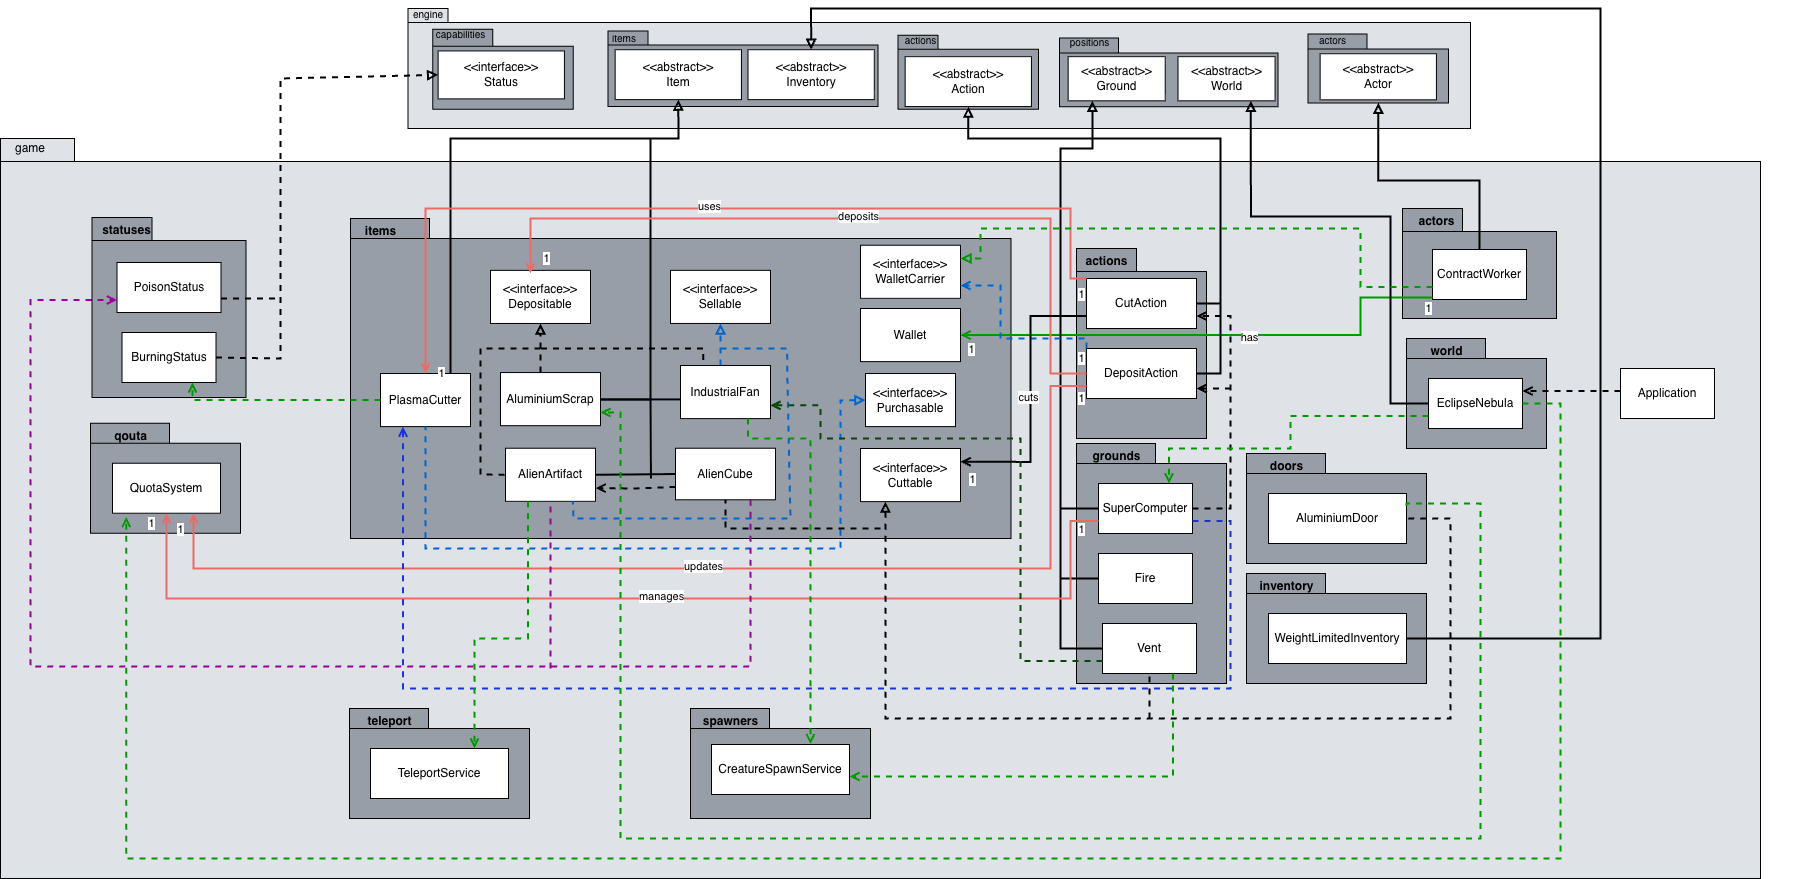 engine
capabilities
<<interface>>
Status
items
<<abstract>>
Item
<<abstract>>
Inventory
actions
<<abstract>>
Action
positions
<<abstract>>
Ground
<<abstract>>
World
actors
<<abstract>>
Actor
game
statuses
PoisonStatus
BurningStatus
qouta
QuotaSystem
1
1
items
uses
deposits
1
<<interface>>
Depositable
<<interface>>
Sellable
<<interface>>
WalletCarrier
Wallet
1
1
PlasmaCutter
AluminiumScrap
IndustrialFan
<<interface>>
Purchasable
AlienArtifact
AlienCube
<<interface>>
Cuttable
1
cuts
actions
CutAction
1
DepositAction
1
1
has
actors
ContractWorker
1
world
EclipseNebula
Application
grounds
SuperComputer
1
Fire
Vent
doors
AluminiumDoor
inventory
WeightLimitedInventory
updates
manages
teleport
TeleportService
spawners
CreatureSpawnService